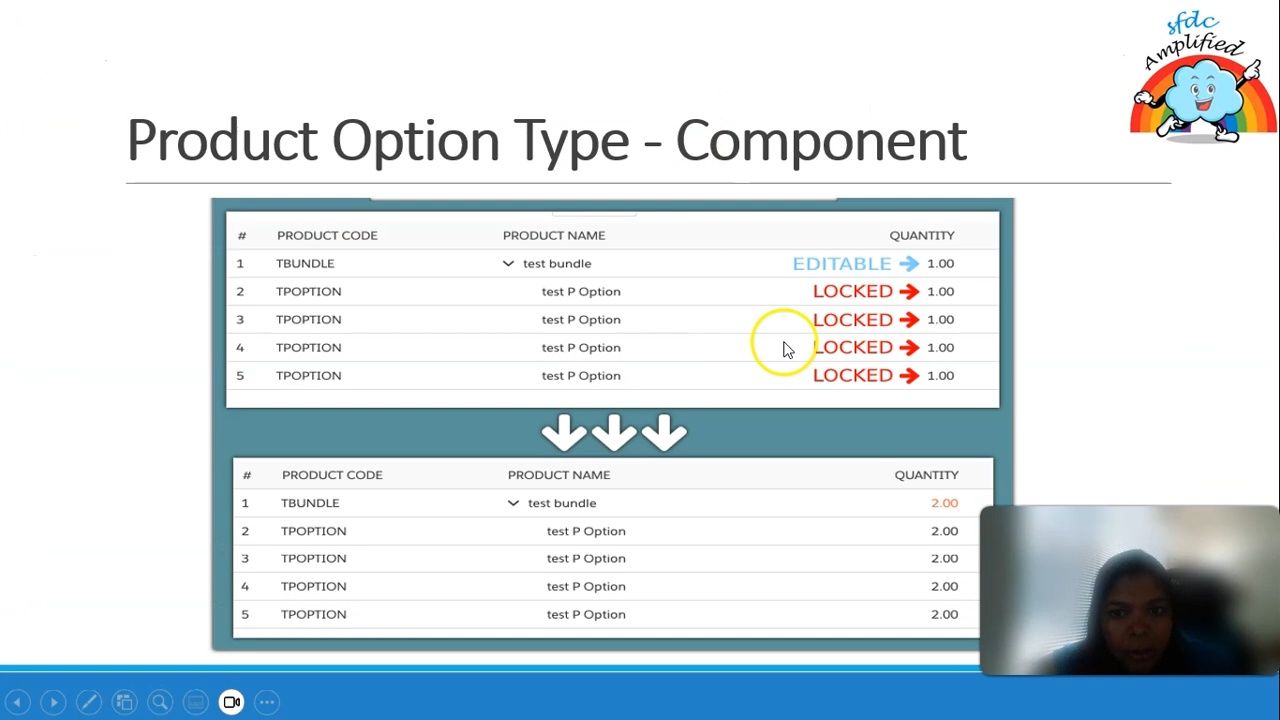 sfdc
Amplified
Product Option Type - Component
# PRODUCT CODE PRODUCT NAME QUANTITY
1 TBUNDLE test bundle EDITABLE → 1.00
2 TPOPTION test P Option LOCKED → 1.00
3 TPOPTION test P Option LOCKED → 1.00
4 TPOPTION test P Option LOCKED → 1.00
5 TPOPTION test P Option LOCKED → 1.00
# PRODUCT CODE PRODUCT NAME QUANTITY
1 TBUNDLE test bundle 2.00
2 TPOPTION test P Option 2.00
3 TPOPTION test P Option 2.00
4 TPOPTION test P Option 2.00
5 TPOPTION test P Option 2.00